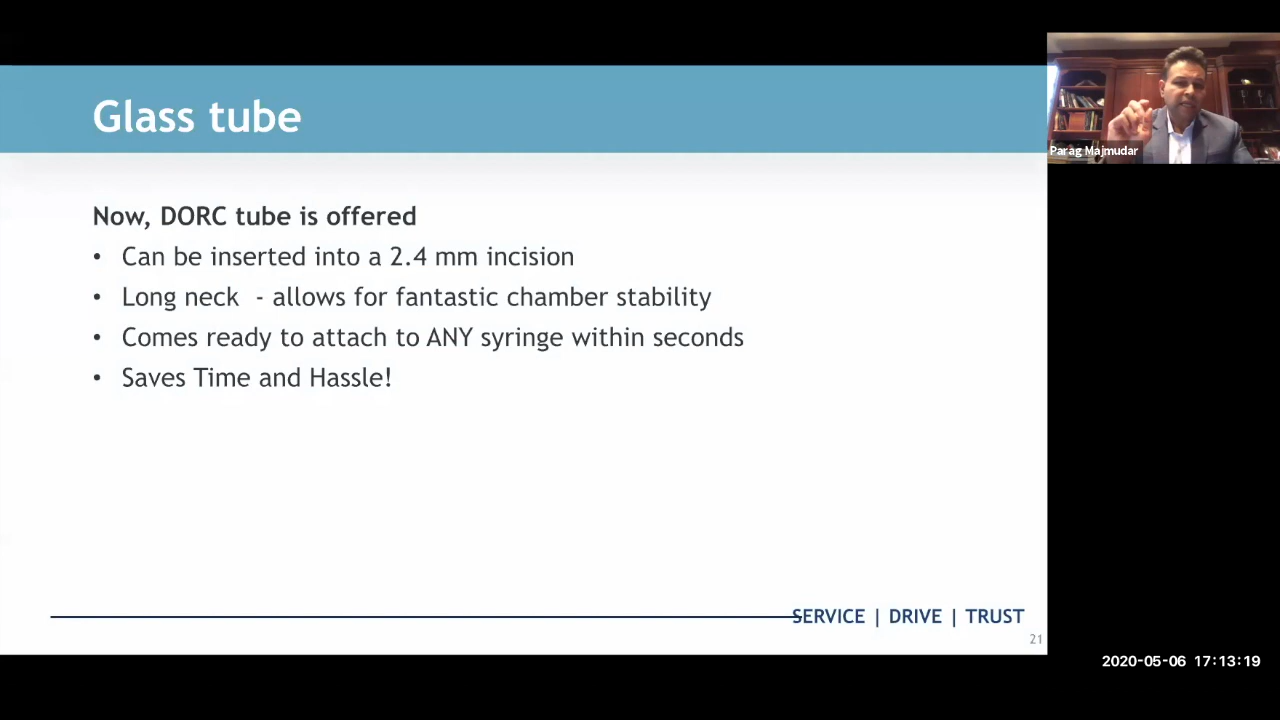 Glass tube
Parag Majmudar
Now, DORC tube is offered
• Can be inserted into a 2.4 mm incision
• Long neck  - allows for fantastic chamber stability
• Comes ready to attach to ANY syringe within seconds
• Saves Time and Hassle!
SERVICE | DRIVE | TRUST
21
2020-05-06 17:13:19